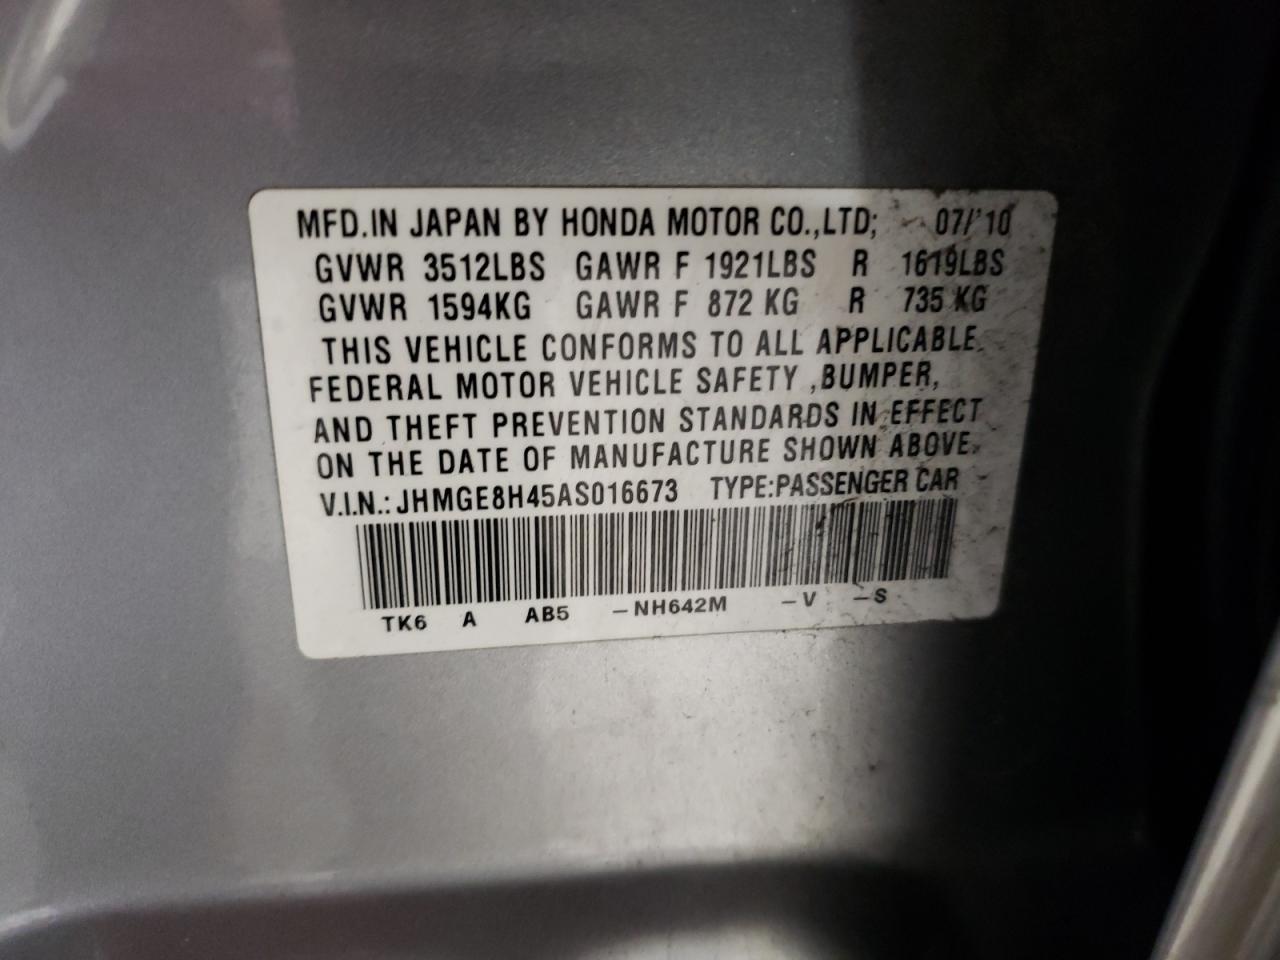 MFD.IN JAPAN BY HONDA MOTOR CO.,LTD; 07/'10
GVWR 3512LBS GAWR F 1921LBS R 1619LBS
GVWR 1594KG GAWR F 872 KG R 735 KG
THIS VEHICLE CONFORMS TO ALL APPLICABLE
FEDERAL MOTOR VEHICLE SAFETY ,BUMPER,
AND THEFT PREVENTION STANDARDS IN EFFECT
ON THE DATE OF MANUFACTURE SHOWN ABOVE.
V.I.N.: JHMGE8H45AS016673 TYPE:PASSENGER CAR
TK6 A AB5 –NH642M –V –S